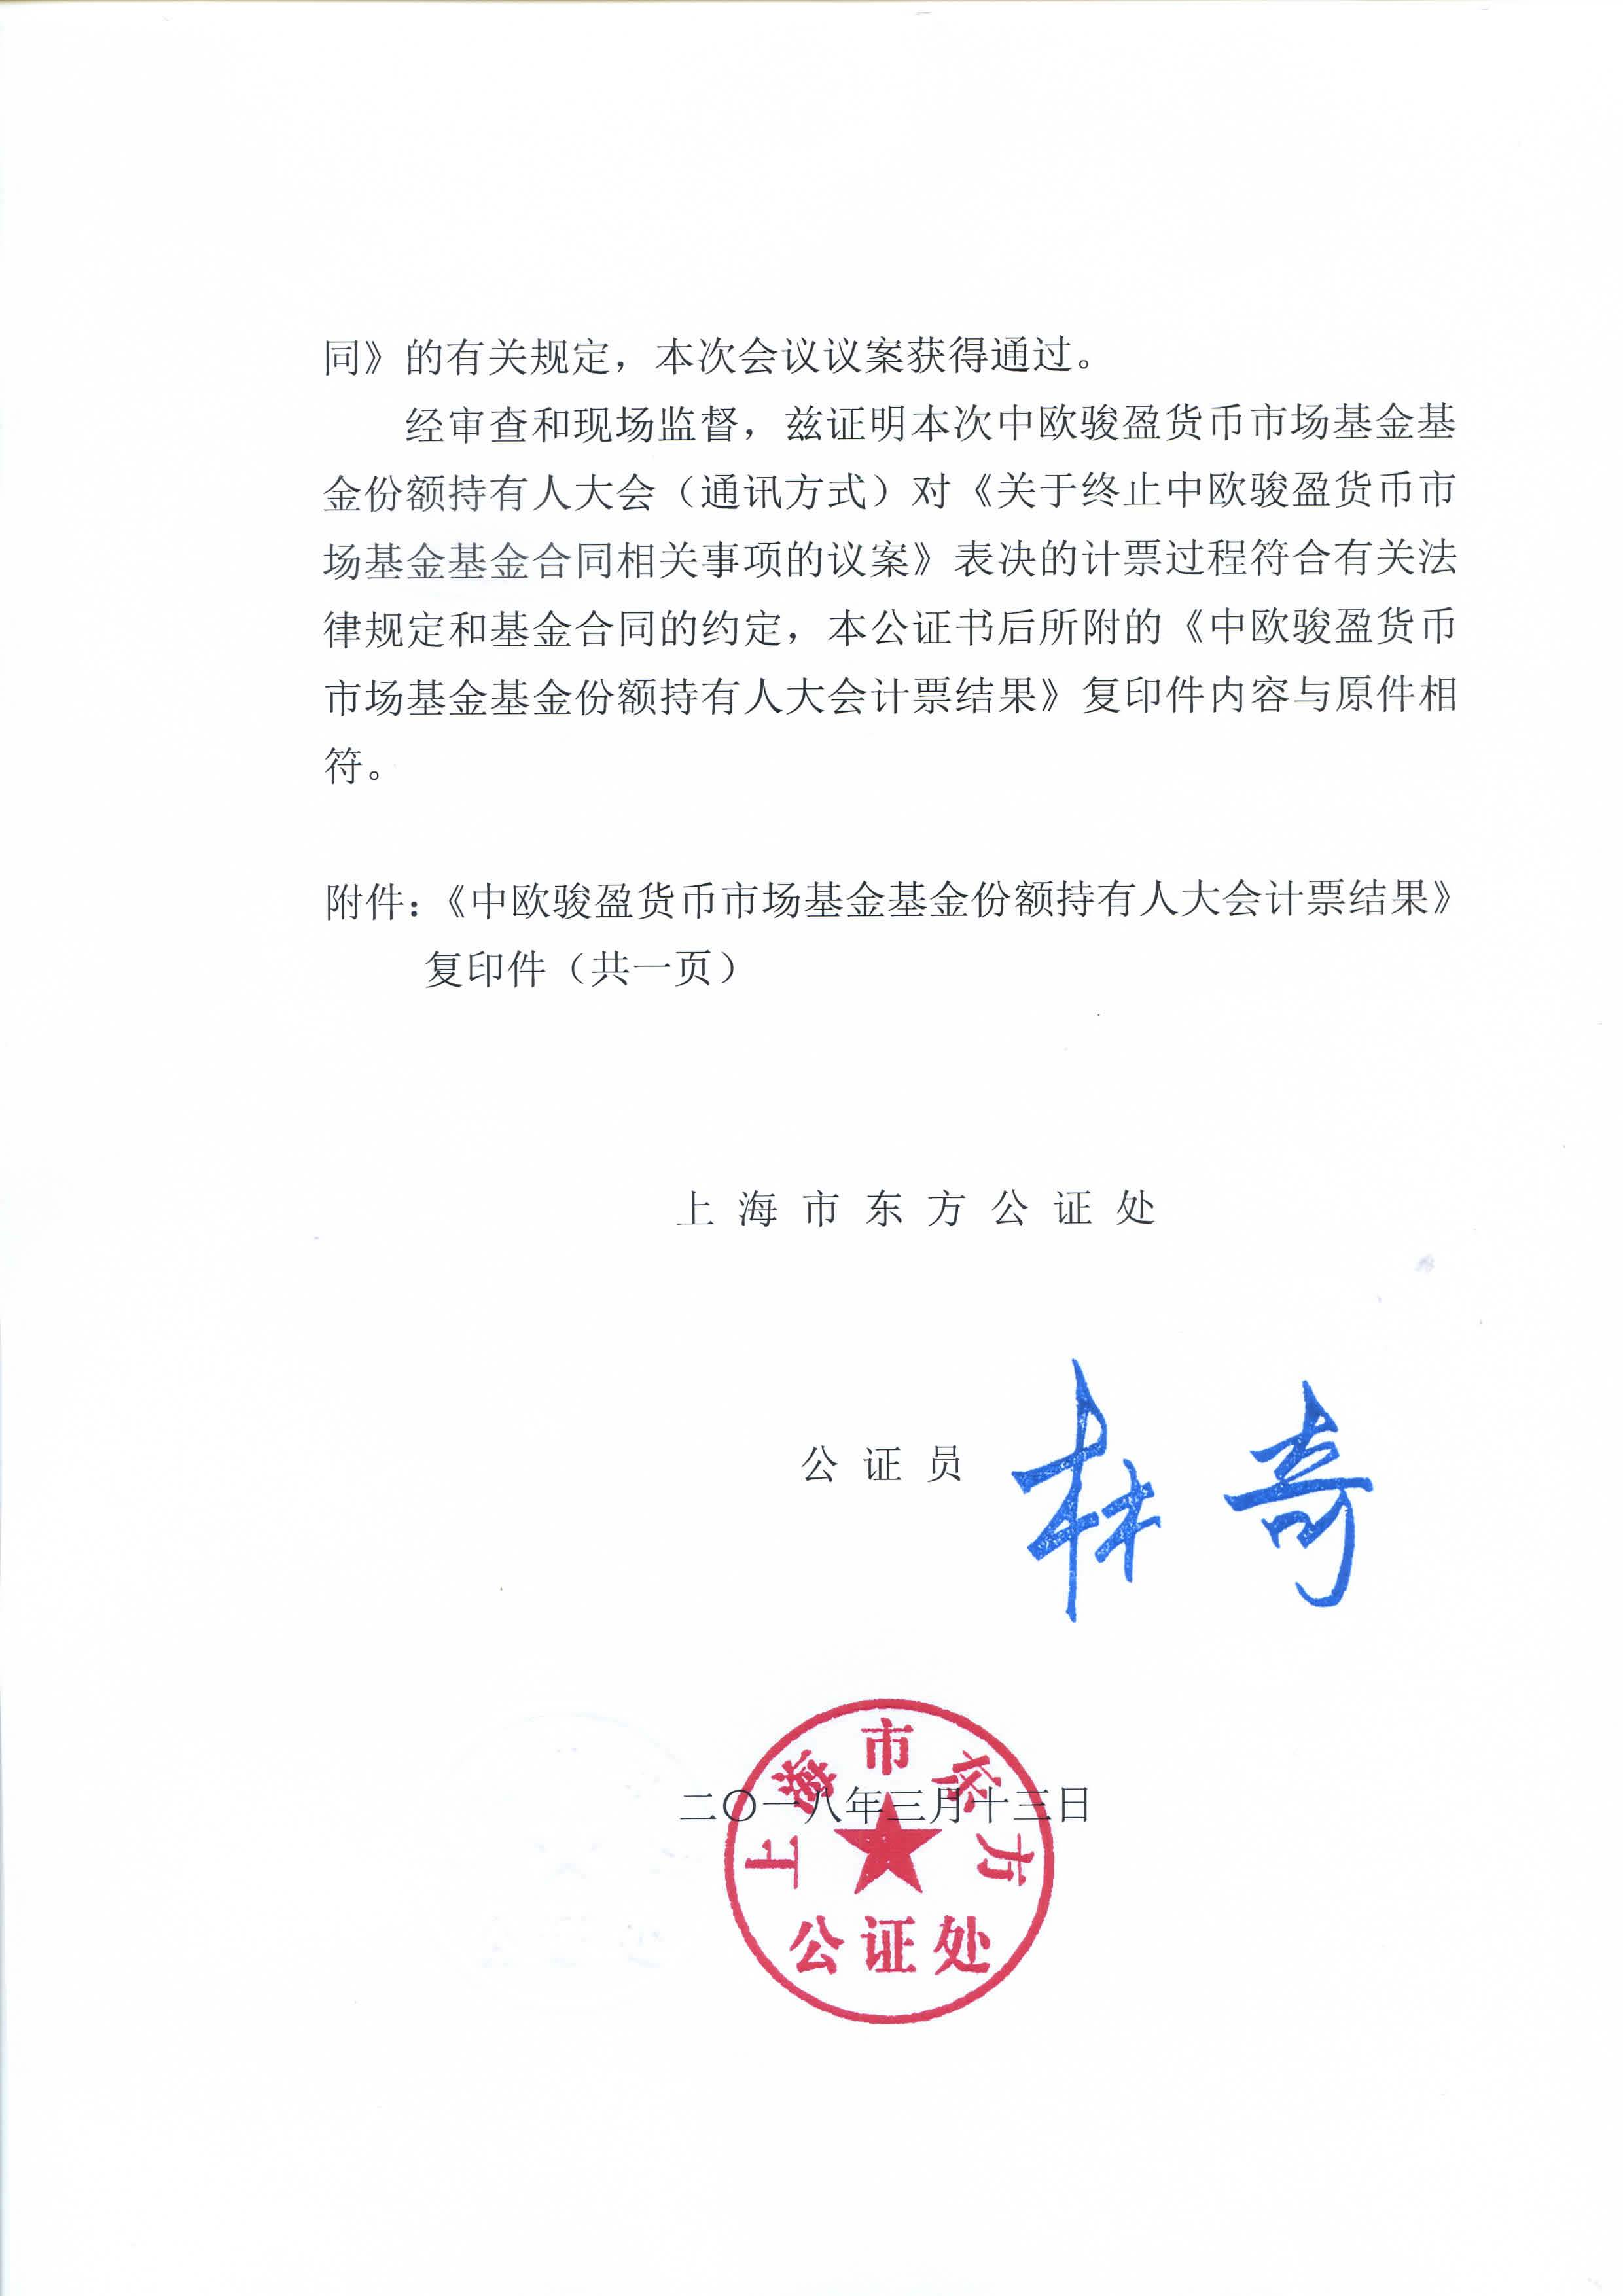 同》的有关规定，本次会议议案获得通过。
经审查和现场监督，兹证明本次中欧骏盈货币市场基金基
金份额持有人大会（通讯方式）对《关于终止中欧骏盈货币市
场基金基金合同相关事项的议案》表决的计票过程符合有关法
律规定和基金合同的约定，本公证书后所附的《中欧骏盈货币
市场基金基金份额持有人大会计票结果》复印件内容与原件相
符。
附件：《中欧骏盈货币市场基金基金份额持有人大会计票结果》
复印件（共一页）
上海市东方公证处
公证员 林奇
二〇一八年三月十三日
上海市东方
公证处